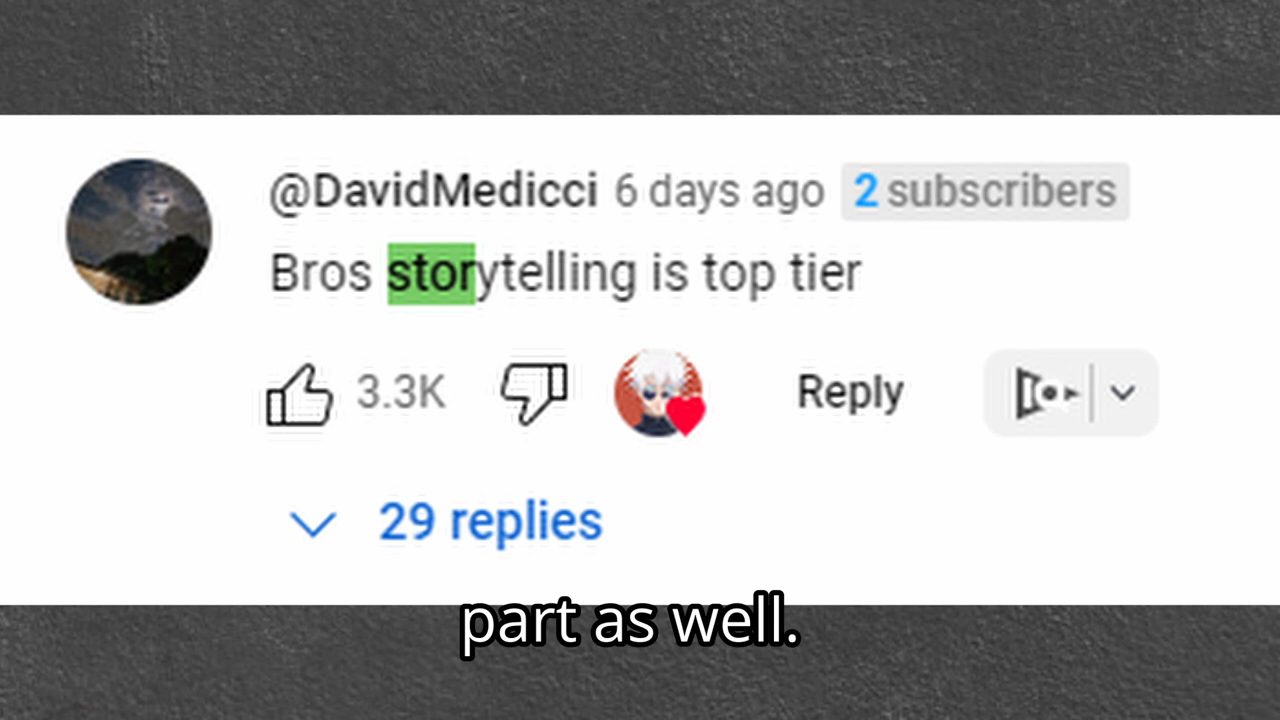 @DavidMedicci 6 days ago 2 subscribers
Bros storytelling is top tier
3.3K Reply
29 replies
part as well.